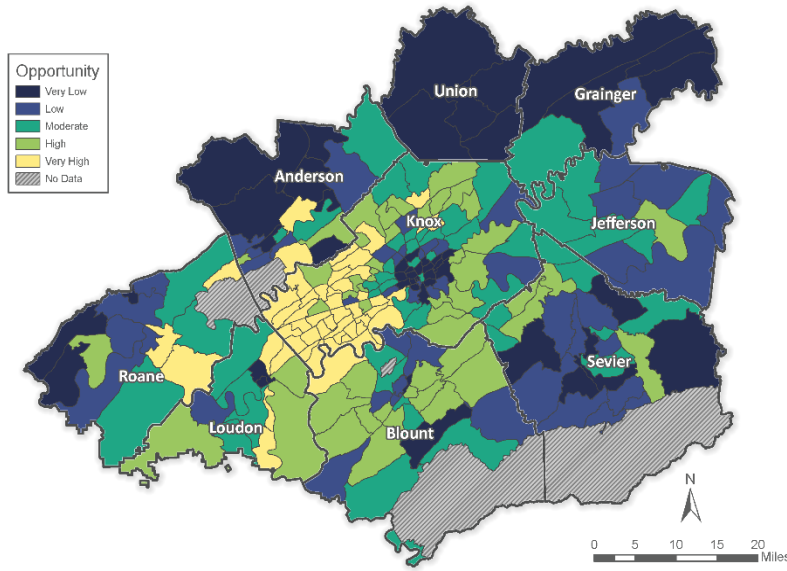 Opportunity
Very Low
Low
Moderate
High
Very High
No Data
Union
Grainger
Anderson
Knox
Jefferson
Roane
Sevier
Loudon
Blount
N
0 5 10 15 20
Miles